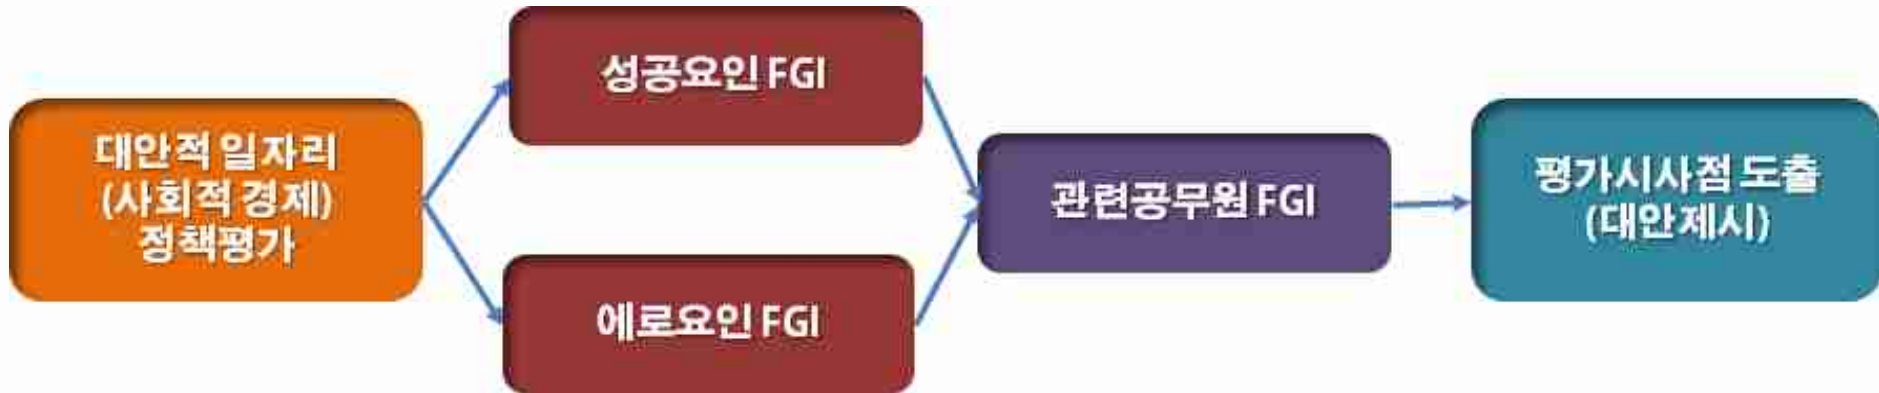 대안적 일자리
(사회적 경제)
정책평가
성공요인 FGI
에로요인 FGI
관련공무원 FGI
평가시사점 도출
(대안제시)